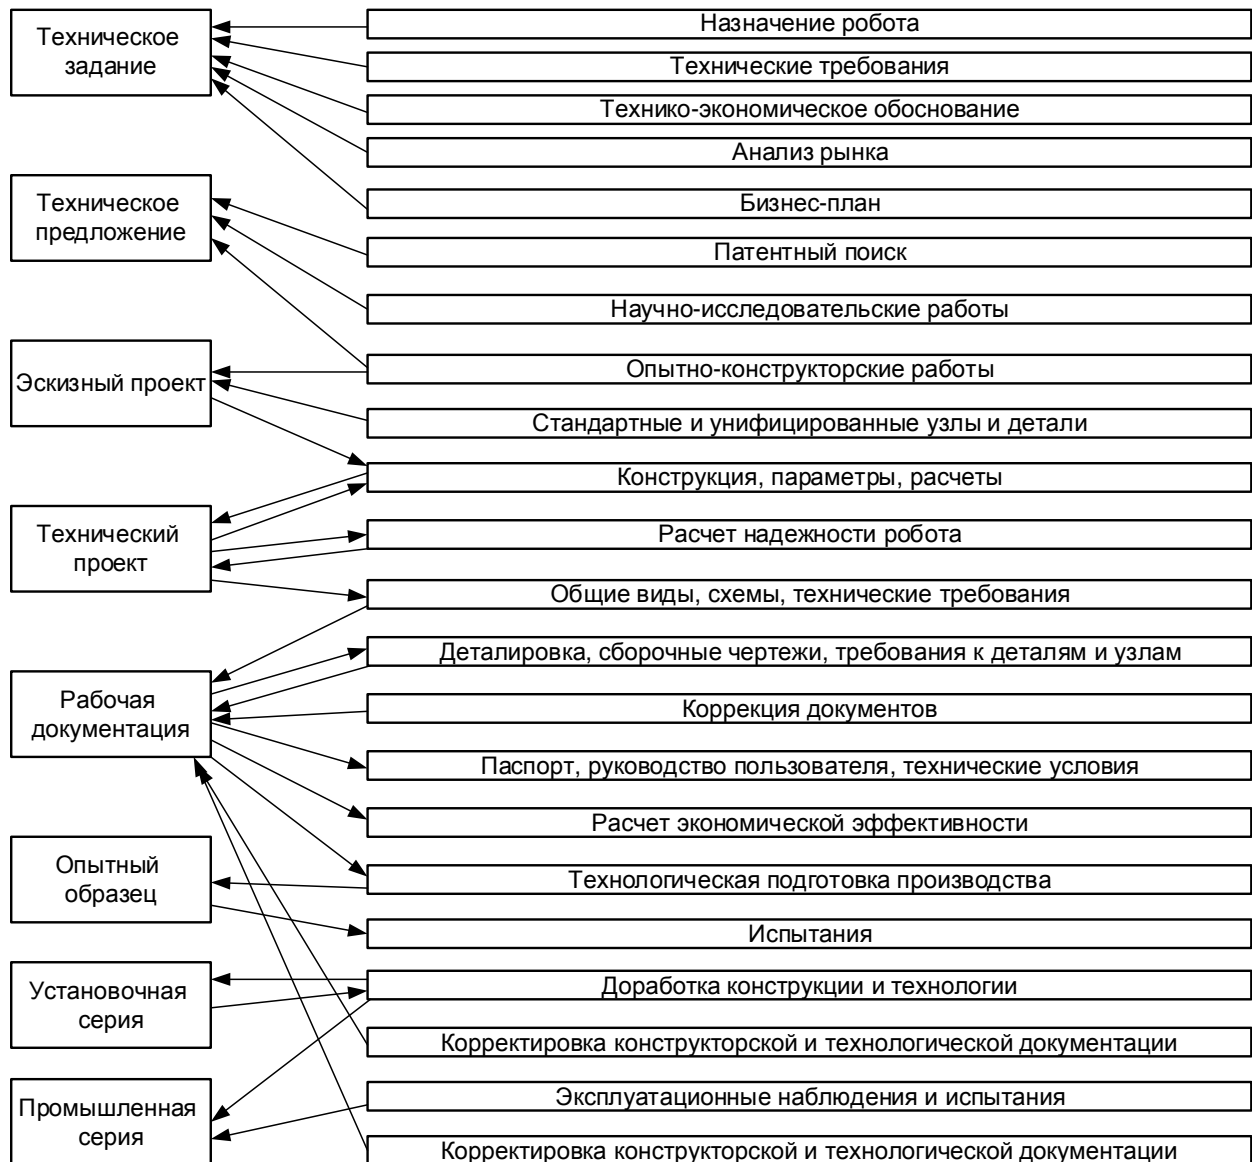 Техническое
задание
Назначение робота
Технические требования
Технико-экономическое обоснование
Анализ рынка
Техническое
предложение
Бизнес-план
Патентный поиск
Научно-исследовательские работы
Эскизный проект
Опытно-конструкторские работы
Стандартные и унифицированные узлы и детали
Конструкция, параметры, расчеты
Технический
проект
Расчет надежности робота
Общие виды, схемы, технические требования
Деталировка, сборочные чертежи, требования к деталям и узлам
Рабочая
документация
Коррекция документов
Паспорт, руководство пользователя, технические условия
Расчет экономической эффективности
Опытный
образец
Технологическая подготовка производства
Испытания
Установочная
серия
Доработка конструкции и технологии
Корректировка конструкторской и технологической документации
Промышленная
серия
Эксплуатационные наблюдения и испытания
Корректировка конструкторской и технологической документации